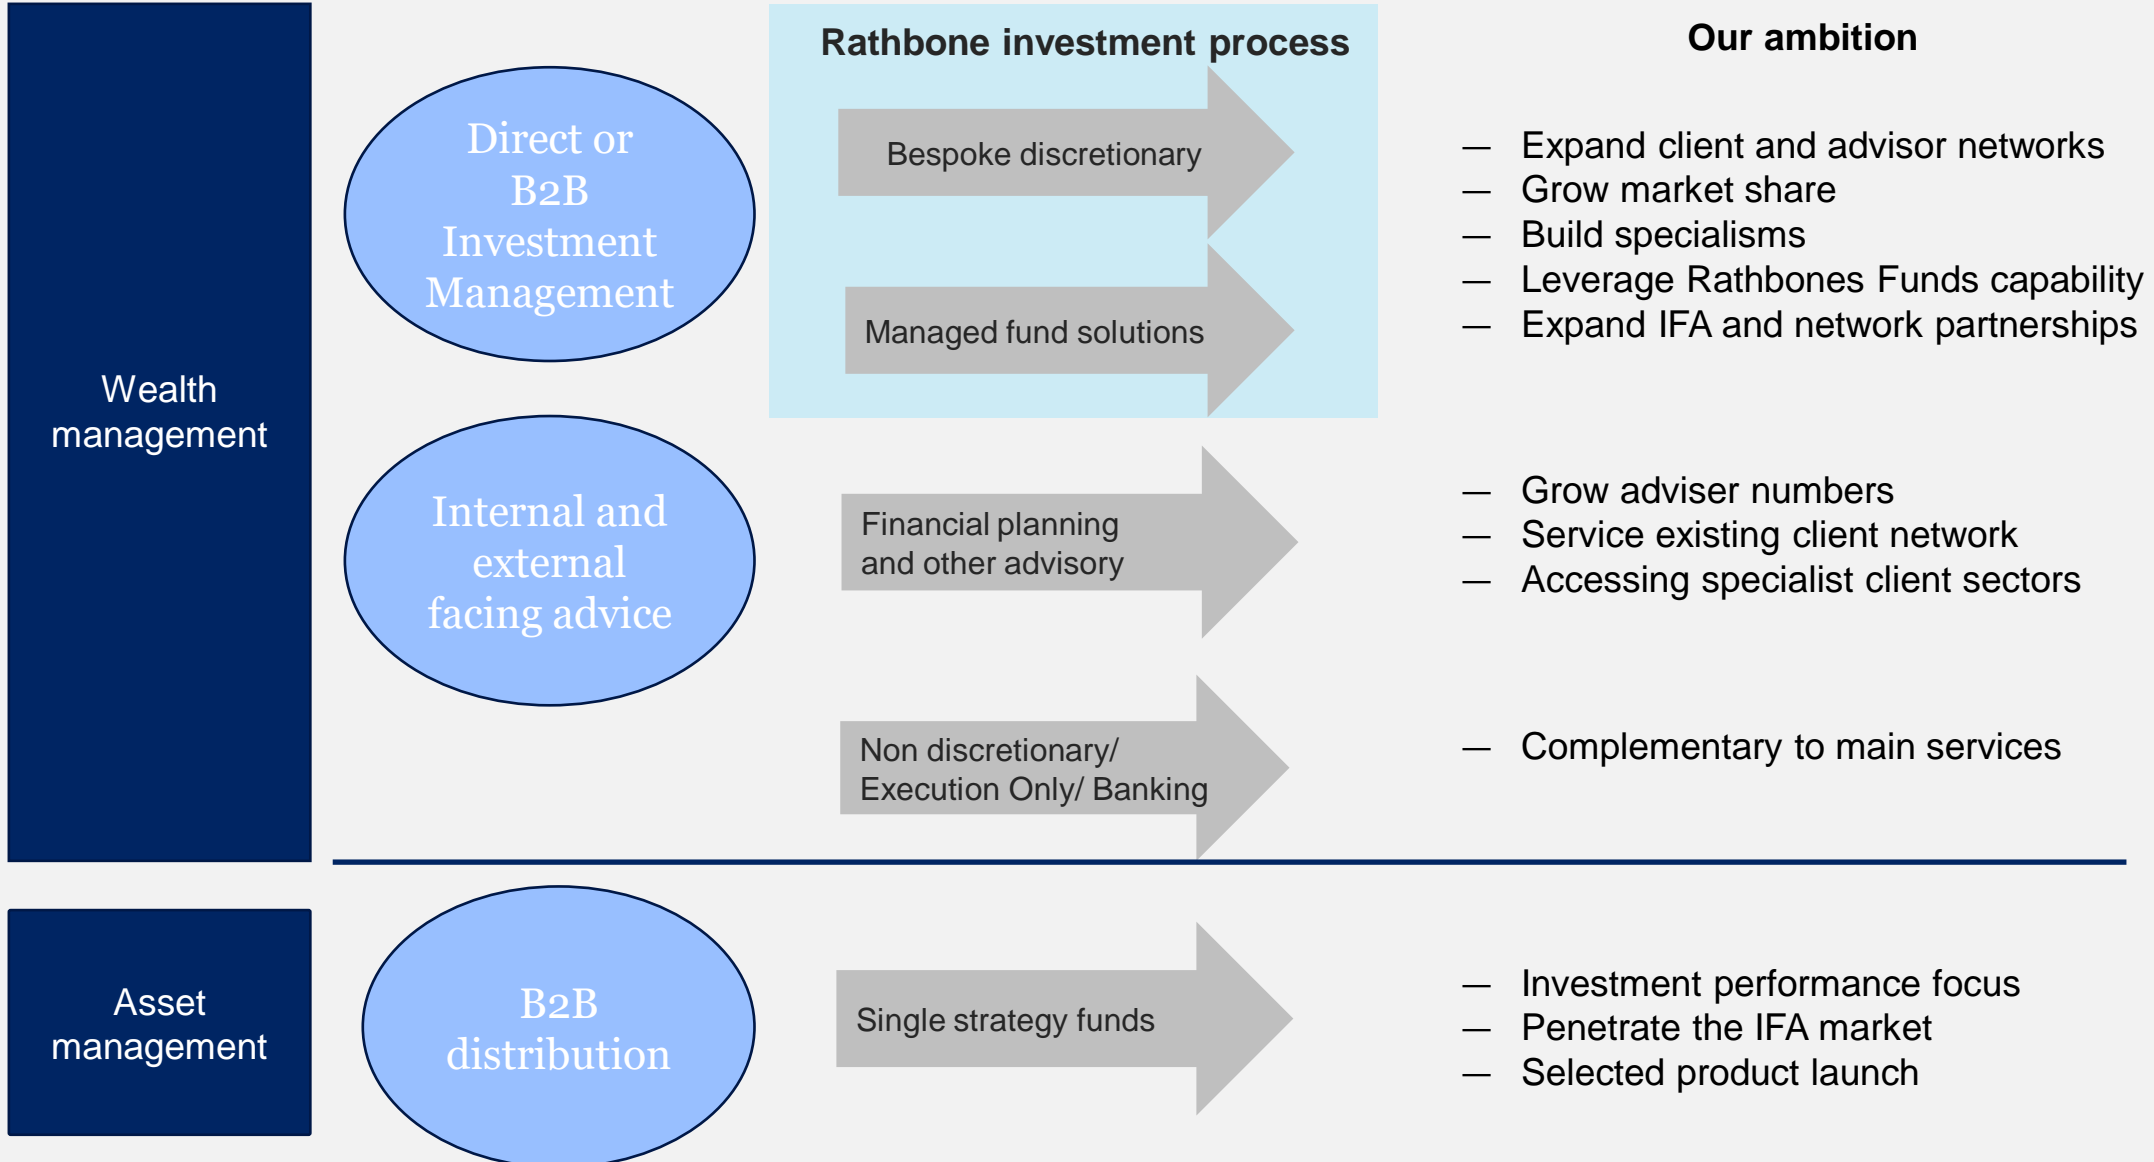 Rathbone investment process
Our ambition
Wealth
management
Direct or
B2B
Investment
Management
Bespoke discretionary
Managed fund solutions
— Expand client and advisor networks
— Grow market share
— Build specialisms
— Leverage Rathbones Funds capability
— Expand IFA and network partnerships
Internal and
external
facing advice
Financial planning
and other advisory
— Grow adviser numbers
— Service existing client network
— Accessing specialist client sectors
Non discretionary/
Execution Only/ Banking
— Complementary to main services
Asset
management
B2B
distribution
Single strategy funds
— Investment performance focus
— Penetrate the IFA market
— Selected product launch